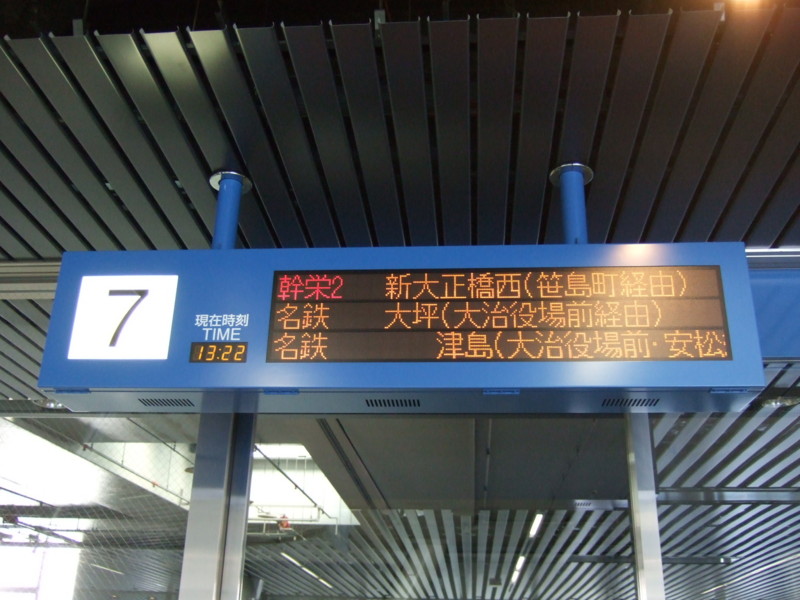 7
現在時刻
TIME
13:22
幹栄2 新大正橋西(笹島町経由)
名鉄 大坪(大治役場前経由)
名鉄 津島(大治役場前・安松